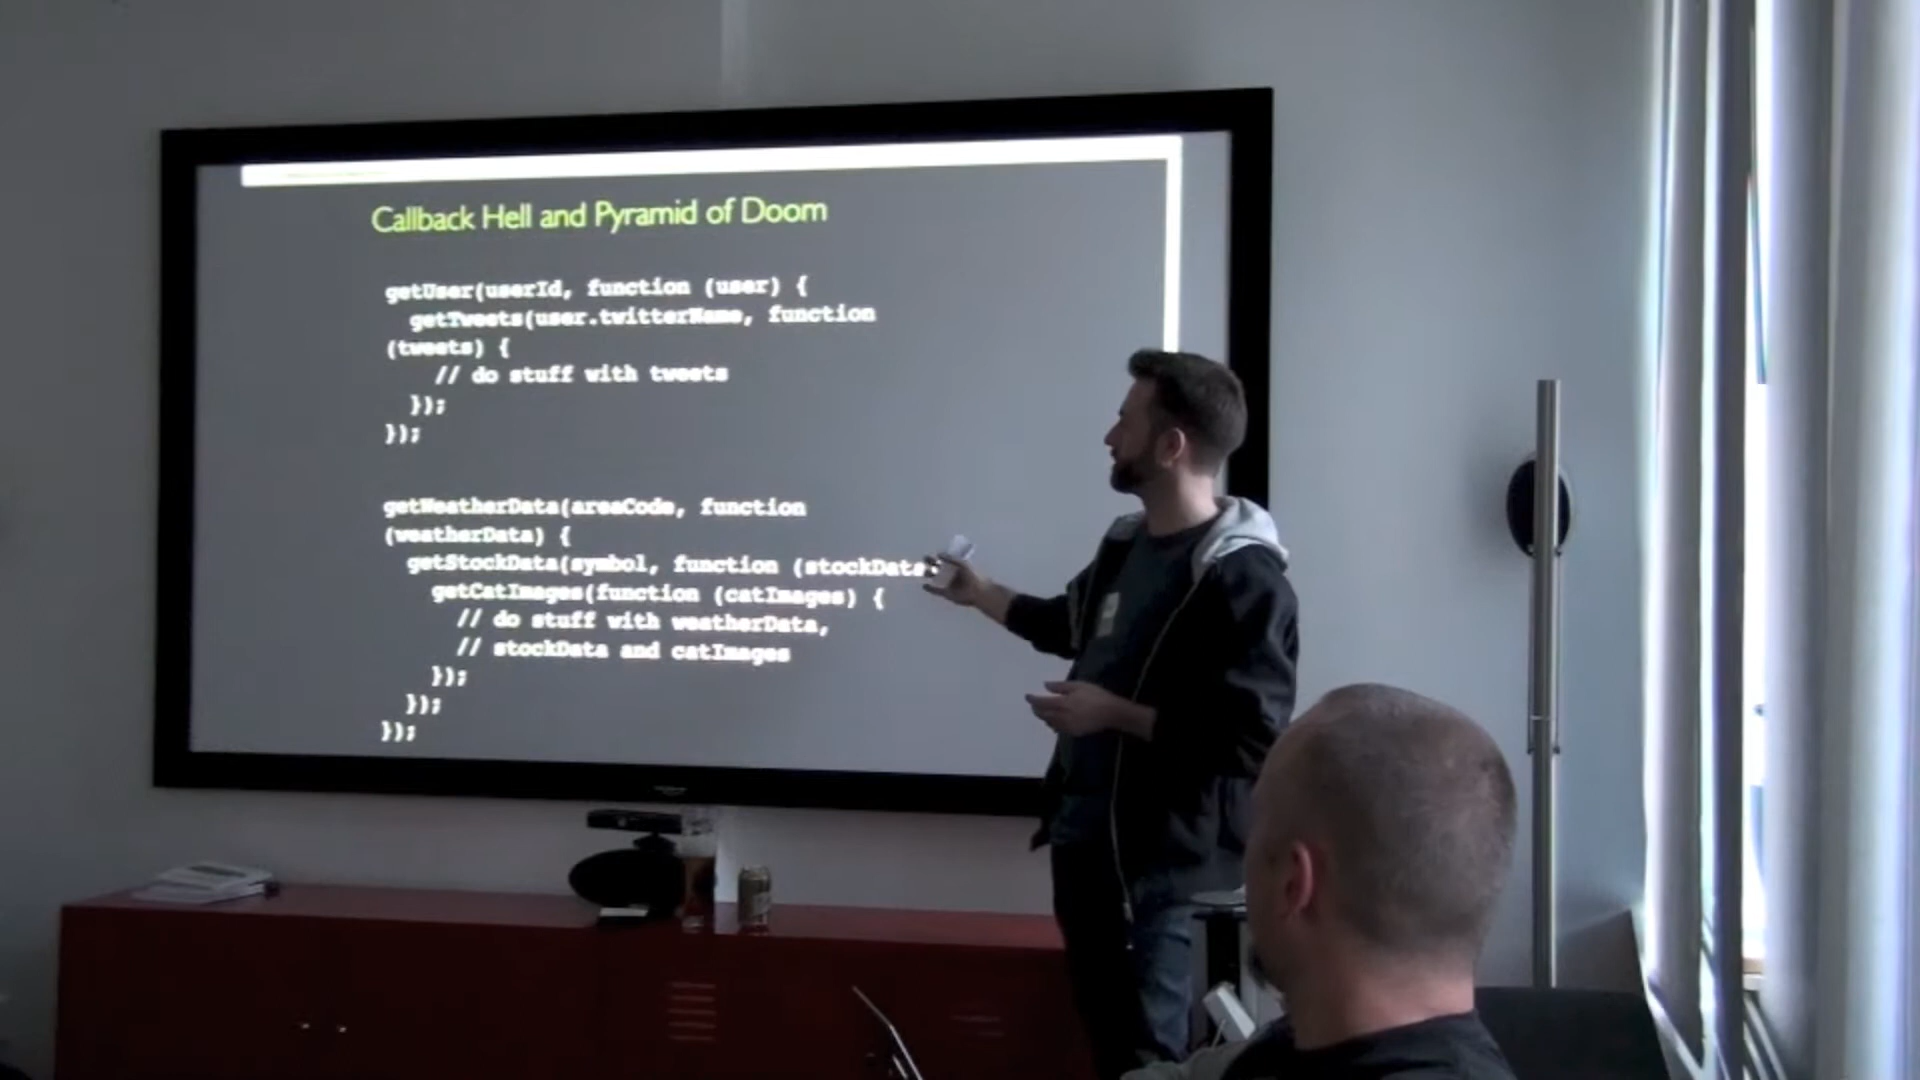 Callback Hell and Pyramid of Doom
getUser(userId, function (user) {
getTweets(user.twitterName, function
(tweets) {
// do stuff with tweets
});
});
getWeatherData(areaCode, function
(weatherData) {
getStockData(symbol, function (stockData
getCatImages(function (catImages) {
// do stuff with weatherData,
// stockData and catImages
});
});
});